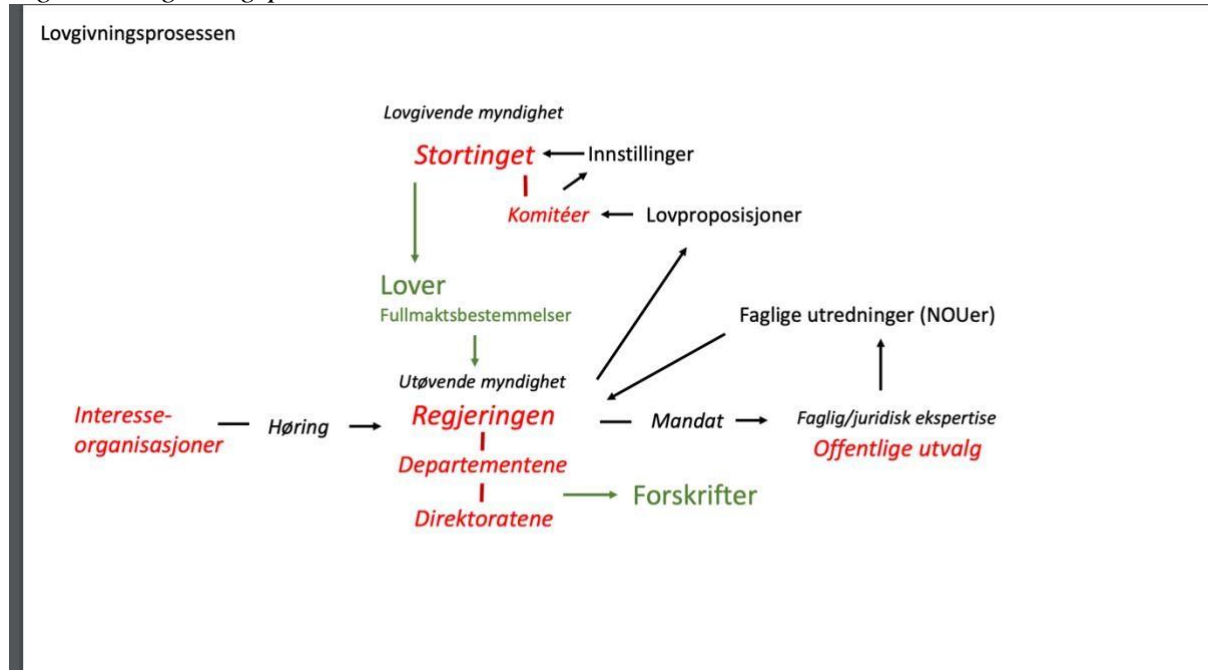 Lovgivningsprosessen
Lovgivende myndighet
Stortinget
Innstillinger
Komitéer
Lovproposisjoner
Lover
Fullmaktsbestemmelser
Faglige utredninger (NOUer)
Utøvende myndighet
Interesse-
organisasjoner
Høring
Regjeringen
Mandat
Faglig/juridisk ekspertise
Offentlige utvalg
Departementene
Forskrifter
Direktoratene